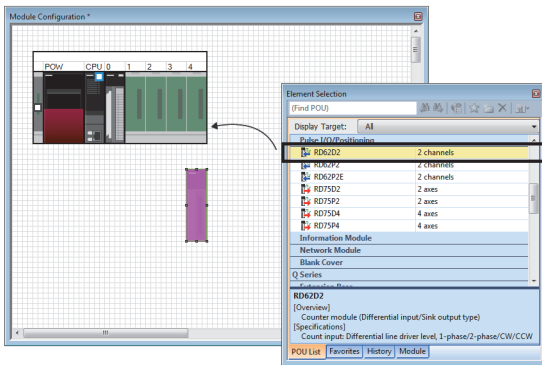 Module Configuration *
POW CPU 0 1 2 3 4
Element Selection
(Find POU)
Display Target: All
Pulse I/O/Positioning
RD62D2 2 channels
RD62P2 2 channels
RD62P2E 2 channels
RD75D2 2 axes
RD75P2 2 axes
RD75D4 4 axes
RD75P4 4 axes
Information Module
Network Module
Blank Cover
Q Series
Extension Base
RD62D2
[Overview]
Counter module (Differential input/Sink output type)
[Specifications]
Count input: Differential line driver level, 1-phase/2-phase/CW/CCW
POU List Favorites History Module